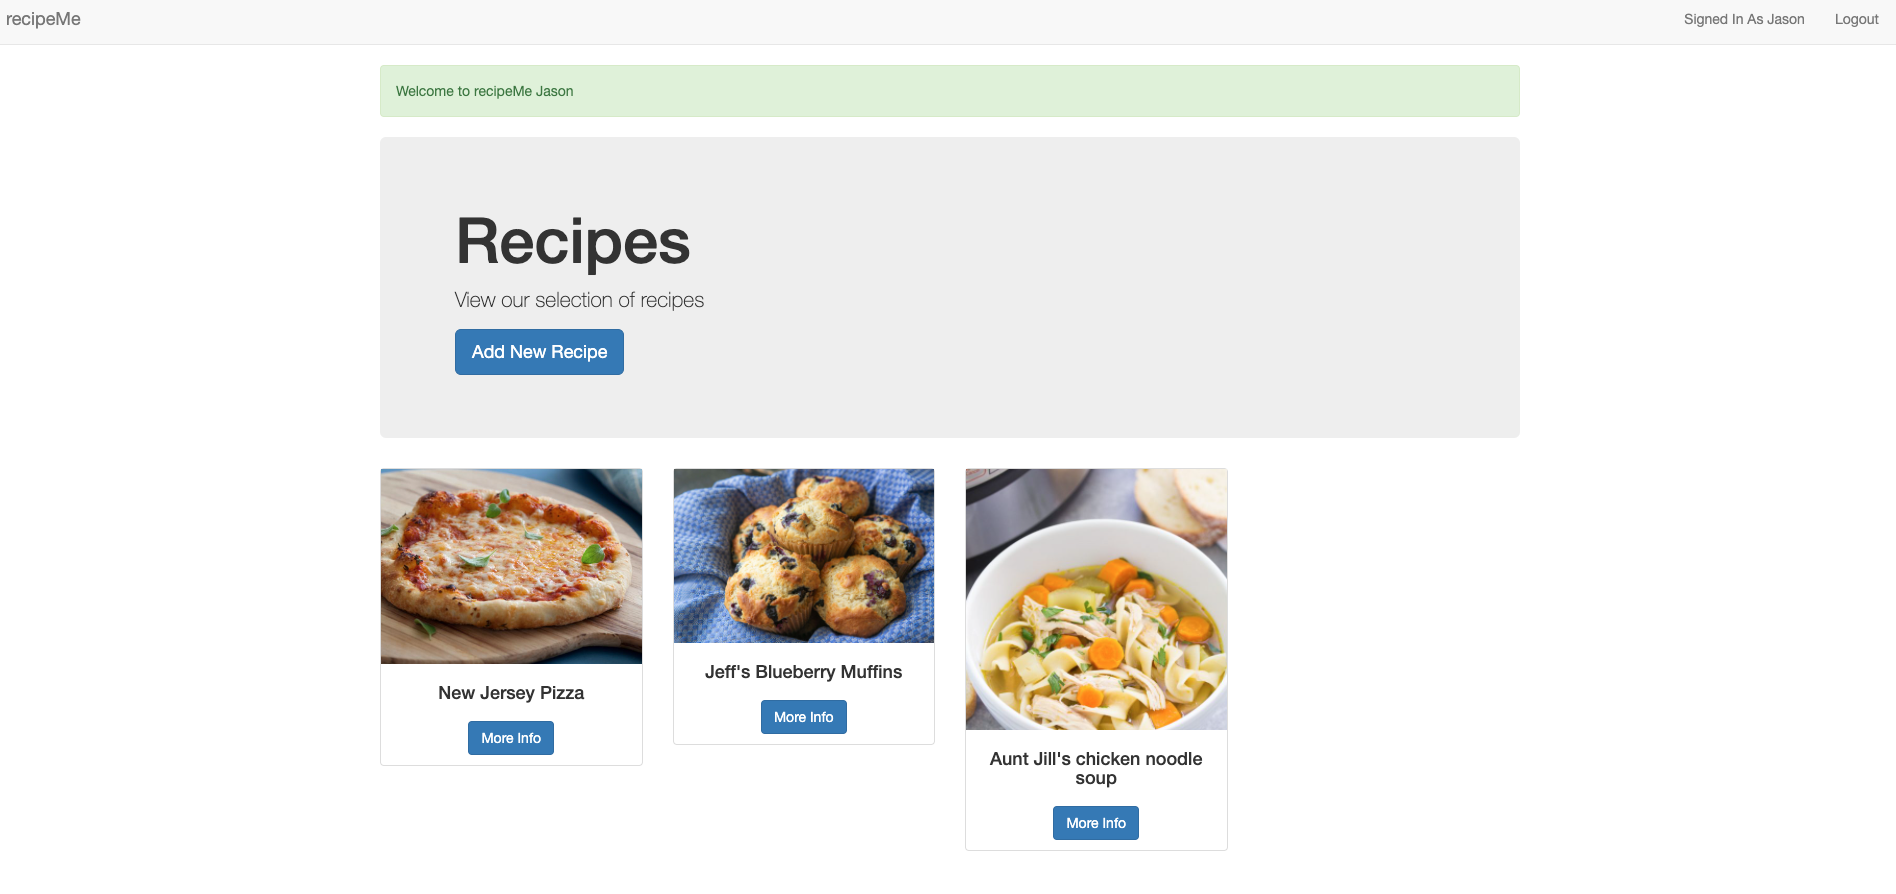 recipeMe
Signed In As Jason
Logout
Welcome to recipeMe Jason
Recipes
View our selection of recipes
Add New Recipe
New Jersey Pizza
More Info
Jeff's Blueberry Muffins
More Info
Aunt Jill's chicken noodle
soup
More Info